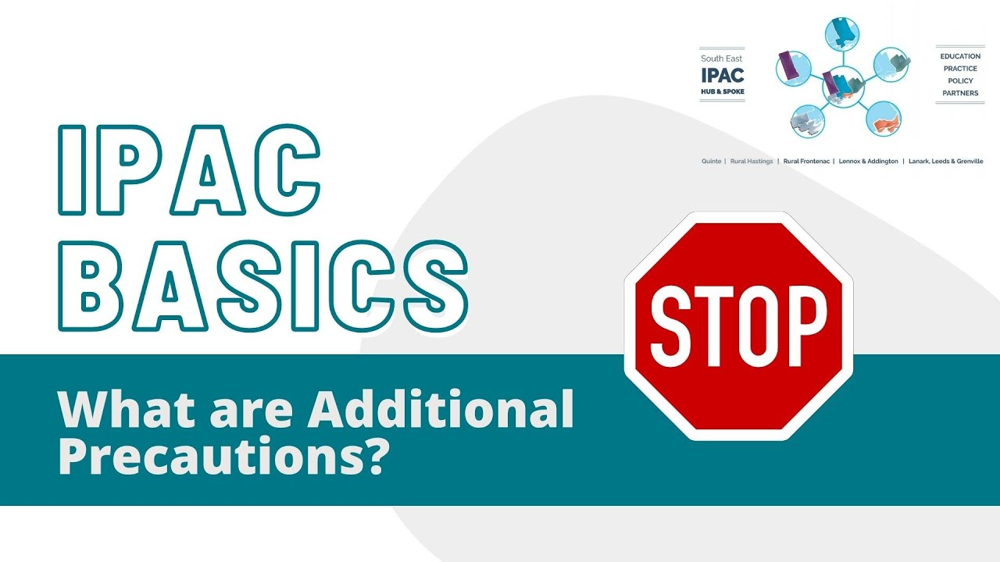 South East
IPAC
HUB & SPOKE
EDUCATION
PRACTICE
POLICY
PARTNERS
Quinte | Rural Hastings | Rural Frontenac | Lennox & Addington | Lanark, Leeds & Grenville
IPAC
BASICS
STOP
What are Additional
Precautions?